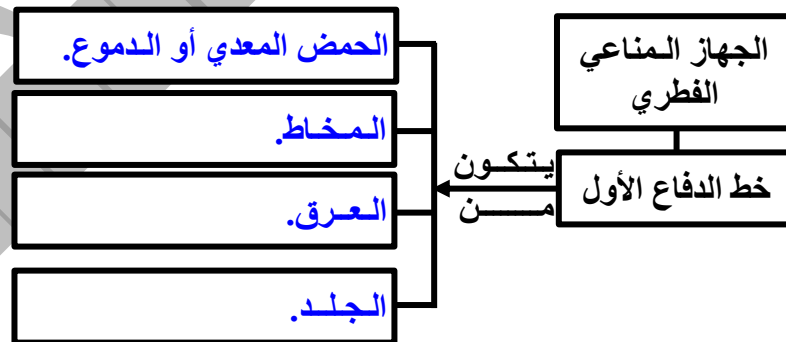 الجهاز المناعي
الفطري
خط الدفاع الأول
يتكون
من
الحمض المعدي أو الدموع.
المخاط.
العرق.
الجلد.